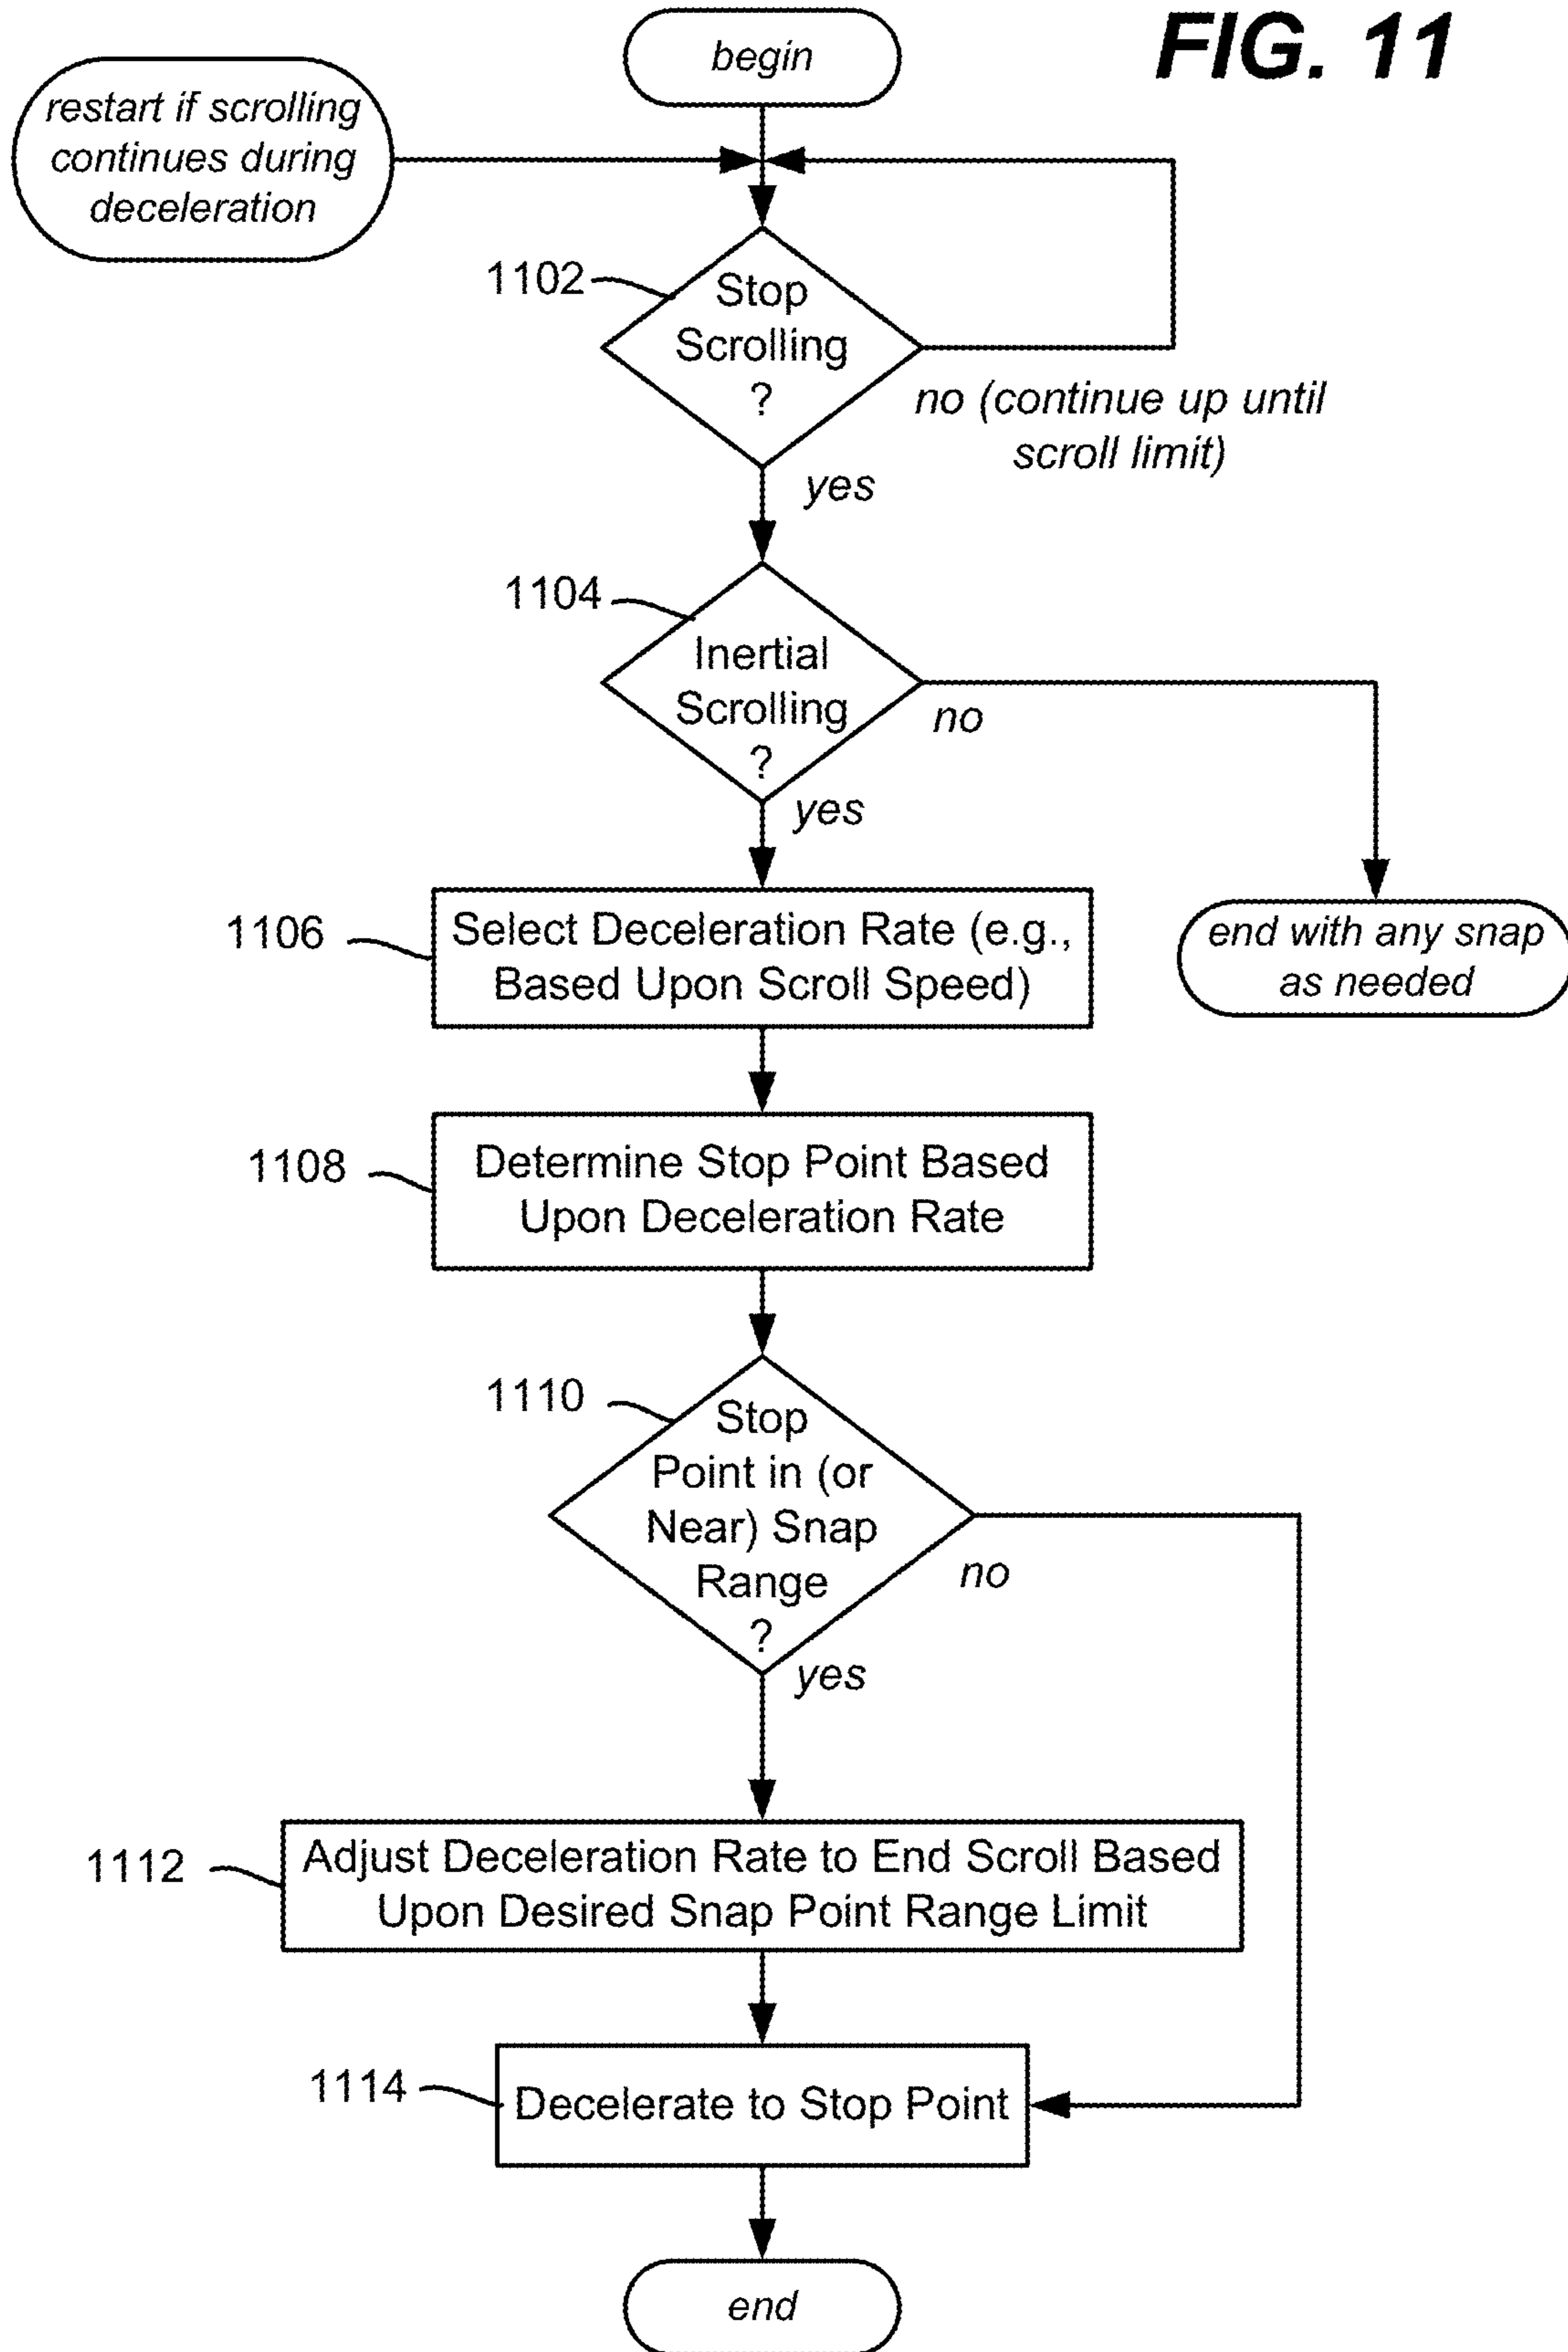 FIG. 11
begin
restart if scrolling
continues during
deceleration
1102
Stop
Scrolling
?
no (continue up until
scroll limit)
yes
1104
Inertial
Scrolling
?
no
yes
1106
Select Deceleration Rate (e.g.,
Based Upon Scroll Speed)
end with any snap
as needed
1108
Determine Stop Point Based
Upon Deceleration Rate
1110
Stop
Point in (or
Near) Snap
Range
?
no
yes
1112
Adjust Deceleration Rate to End Scroll Based
Upon Desired Snap Point Range Limit
1114
Decelerate to Stop Point
end